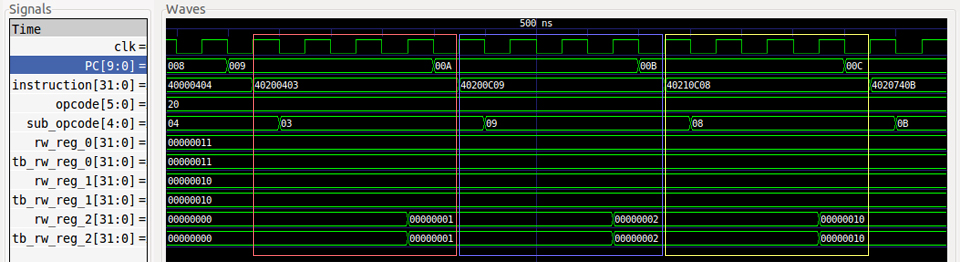 Signals Waves
Time 500 ns
clk=
PC[9:0]= 008 009 00A 00B 00C
instruction[31:0]= 40000404 40200403 40200C09 40210C08 4020740B
opcode[5:0]= 20
sub_opcode[4:0]= 04 03 09 08 0B
rw_reg_0[31:0]= 00000011
tb_rw_reg_0[31:0]= 00000011
rw_reg_1[31:0]= 00000010
tb_rw_reg_1[31:0]= 00000010
rw_reg_2[31:0]= 00000000 00000001 00000002 00000010
tb_rw_reg_2[31:0]= 00000000 00000001 00000002 00000010